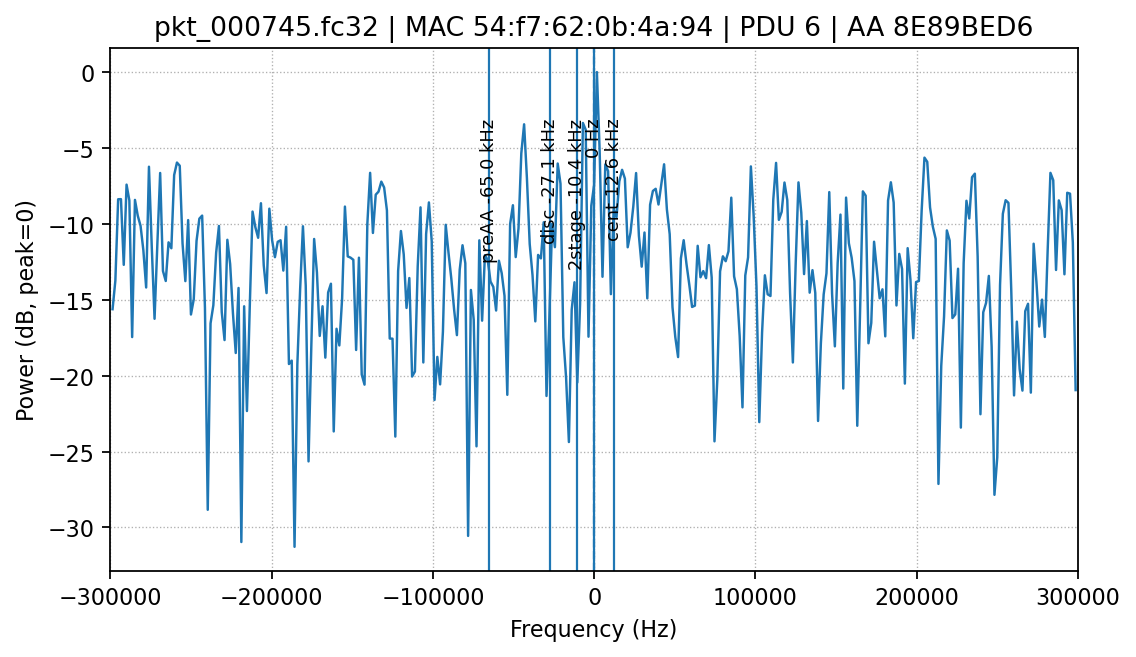 pkt_000745.fc32 | MAC 54:f7:62:0b:4a:94 | PDU 6 | AA 8E89BED6
Power (dB, peak=0)
0
−5
−10
−15
−20
−25
−30
preAA -65.0 kHz
disc -27.1 kHz
2stage -10.4 kHz
0 Hz
cent 12.6 kHz
−300000
−200000
−100000
0
100000
200000
300000
Frequency (Hz)